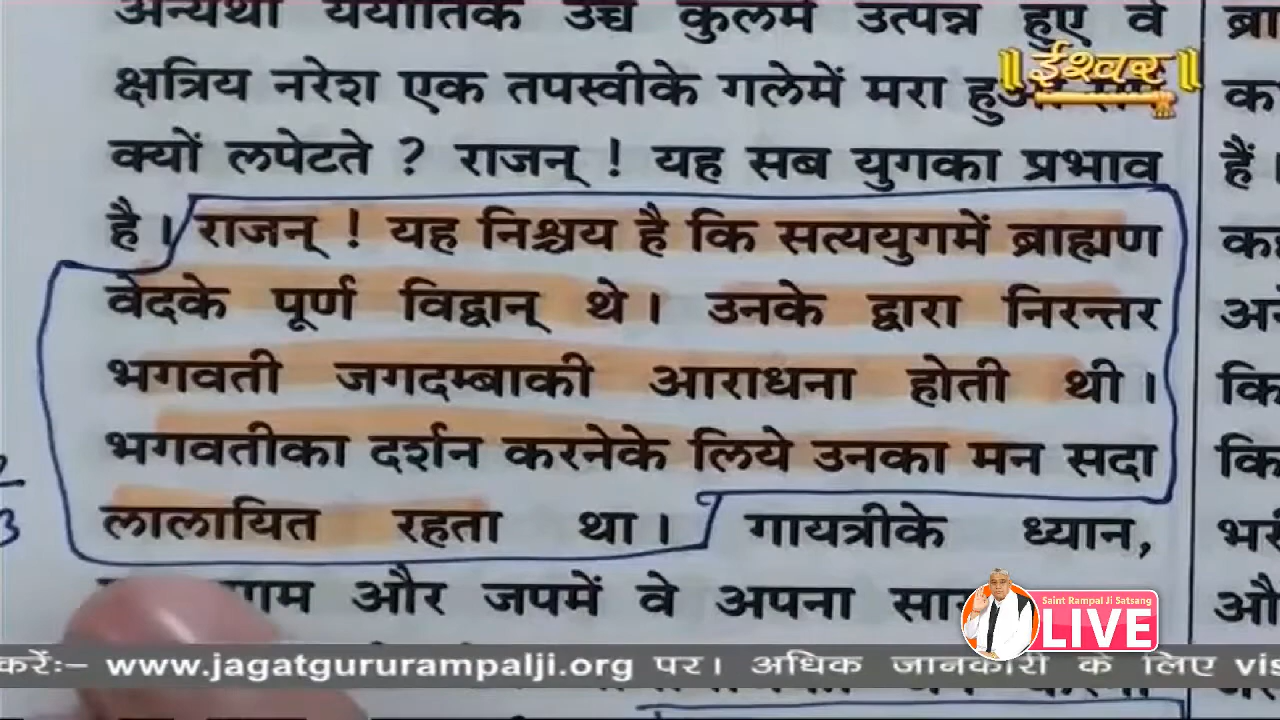 अन्यथा ययातिके उच्च कुलमें उत्पन्न हुए वे
क्षत्रिय नरेश एक तपस्वीके गलेमें मरा
क्यों लपेटते ? राजन् ! यह सब युगका प्रभाव
है। राजन् ! यह निश्चय है कि सत्ययुगमें ब्राह्मण
वेदके पूर्ण विद्वान् थे। उनके द्वारा निरन्तर
भगवती जगदम्बाकी आराधना होती थी।
भगवतीका दर्शन करनेके लिये उनका मन सदा
लालायित रहता था। गायत्रीके ध्यान,
और जपमें वे अपना
ईश्वर
हैं।
Saint Rampal Ji Satsang
LIVE
करेंः– www.jagatgururampalji.org पर। अधिक जानकारी के लिए